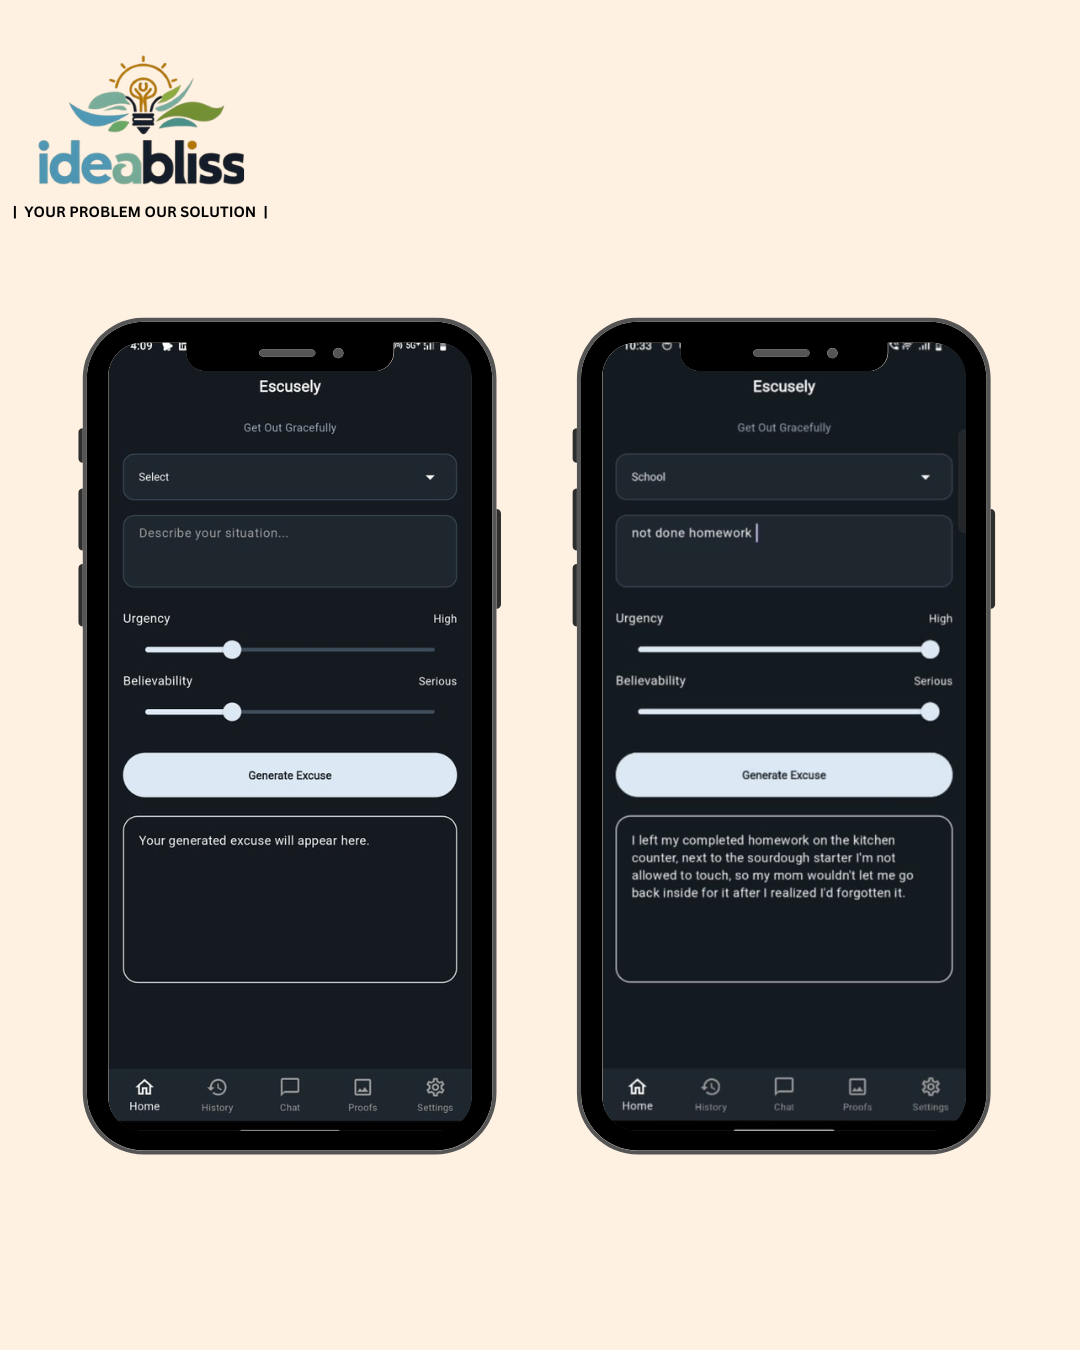 ideabliss
| YOUR PROBLEM OUR SOLUTION |
4:09
5G+
Escusely
Get Out Gracefully
Select
Describe your situation...
Urgency High
Believability Serious
Generate Excuse
Your generated excuse will appear here.
Home History Chat Proofs Settings
10:33
Escusely
Get Out Gracefully
School
not done homework
Urgency High
Believability Serious
Generate Excuse
I left my completed homework on the kitchen
counter, next to the sourdough starter I'm not
allowed to touch, so my mom wouldn't let me go
back inside for it after I realized I'd forgotten it.
Home History Chat Proofs Settings